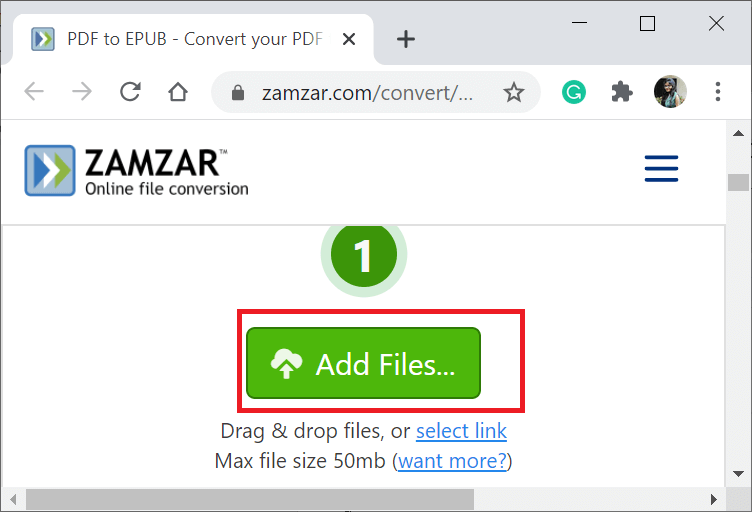 PDF to EPUB - Convert your PDF
zamzar.com/convert/...
ZAMZAR™
Online file conversion
1
Add Files...
Drag & drop files, or select link
Max file size 50mb (want more?)